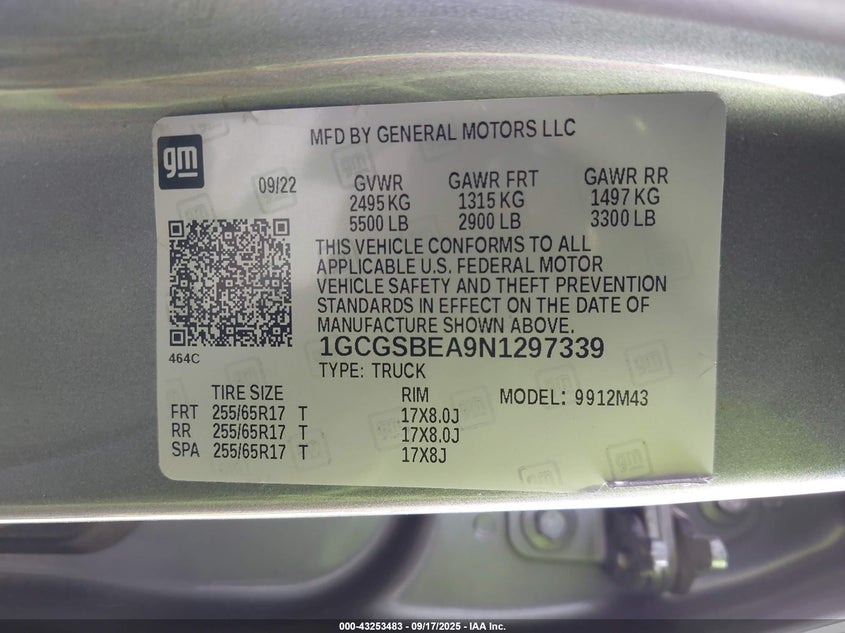 gm
MFD BY GENERAL MOTORS LLC
09/22
GVWR GAWR FRT GAWR RR
2495 KG 1315 KG 1497 KG
5500 LB 2900 LB 3300 LB
THIS VEHICLE CONFORMS TO ALL
APPLICABLE U.S. FEDERAL MOTOR
VEHICLE SAFETY AND THEFT PREVENTION
STANDARDS IN EFFECT ON THE DATE OF
MANUFACTURE SHOWN ABOVE.
464C
1GCGSBEA9N1297339
TYPE: TRUCK
TIRE SIZE RIM MODEL: 9912M43
FRT 255/65R17 T 17X8.0J
RR 255/65R17 T 17X8.0J
SPA 255/65R17 T 17X8J
000-43253483 - 09/17/2025 - IAA Inc.